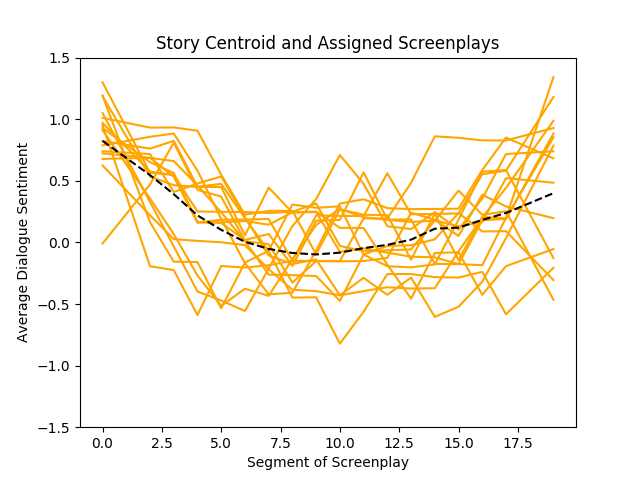 Story Centroid and Assigned Screenplays
1.5
1.0
0.5
0.0
−0.5
−1.0
−1.5
Average Dialogue Sentiment
0.0 2.5 5.0 7.5 10.0 12.5 15.0 17.5
Segment of Screenplay